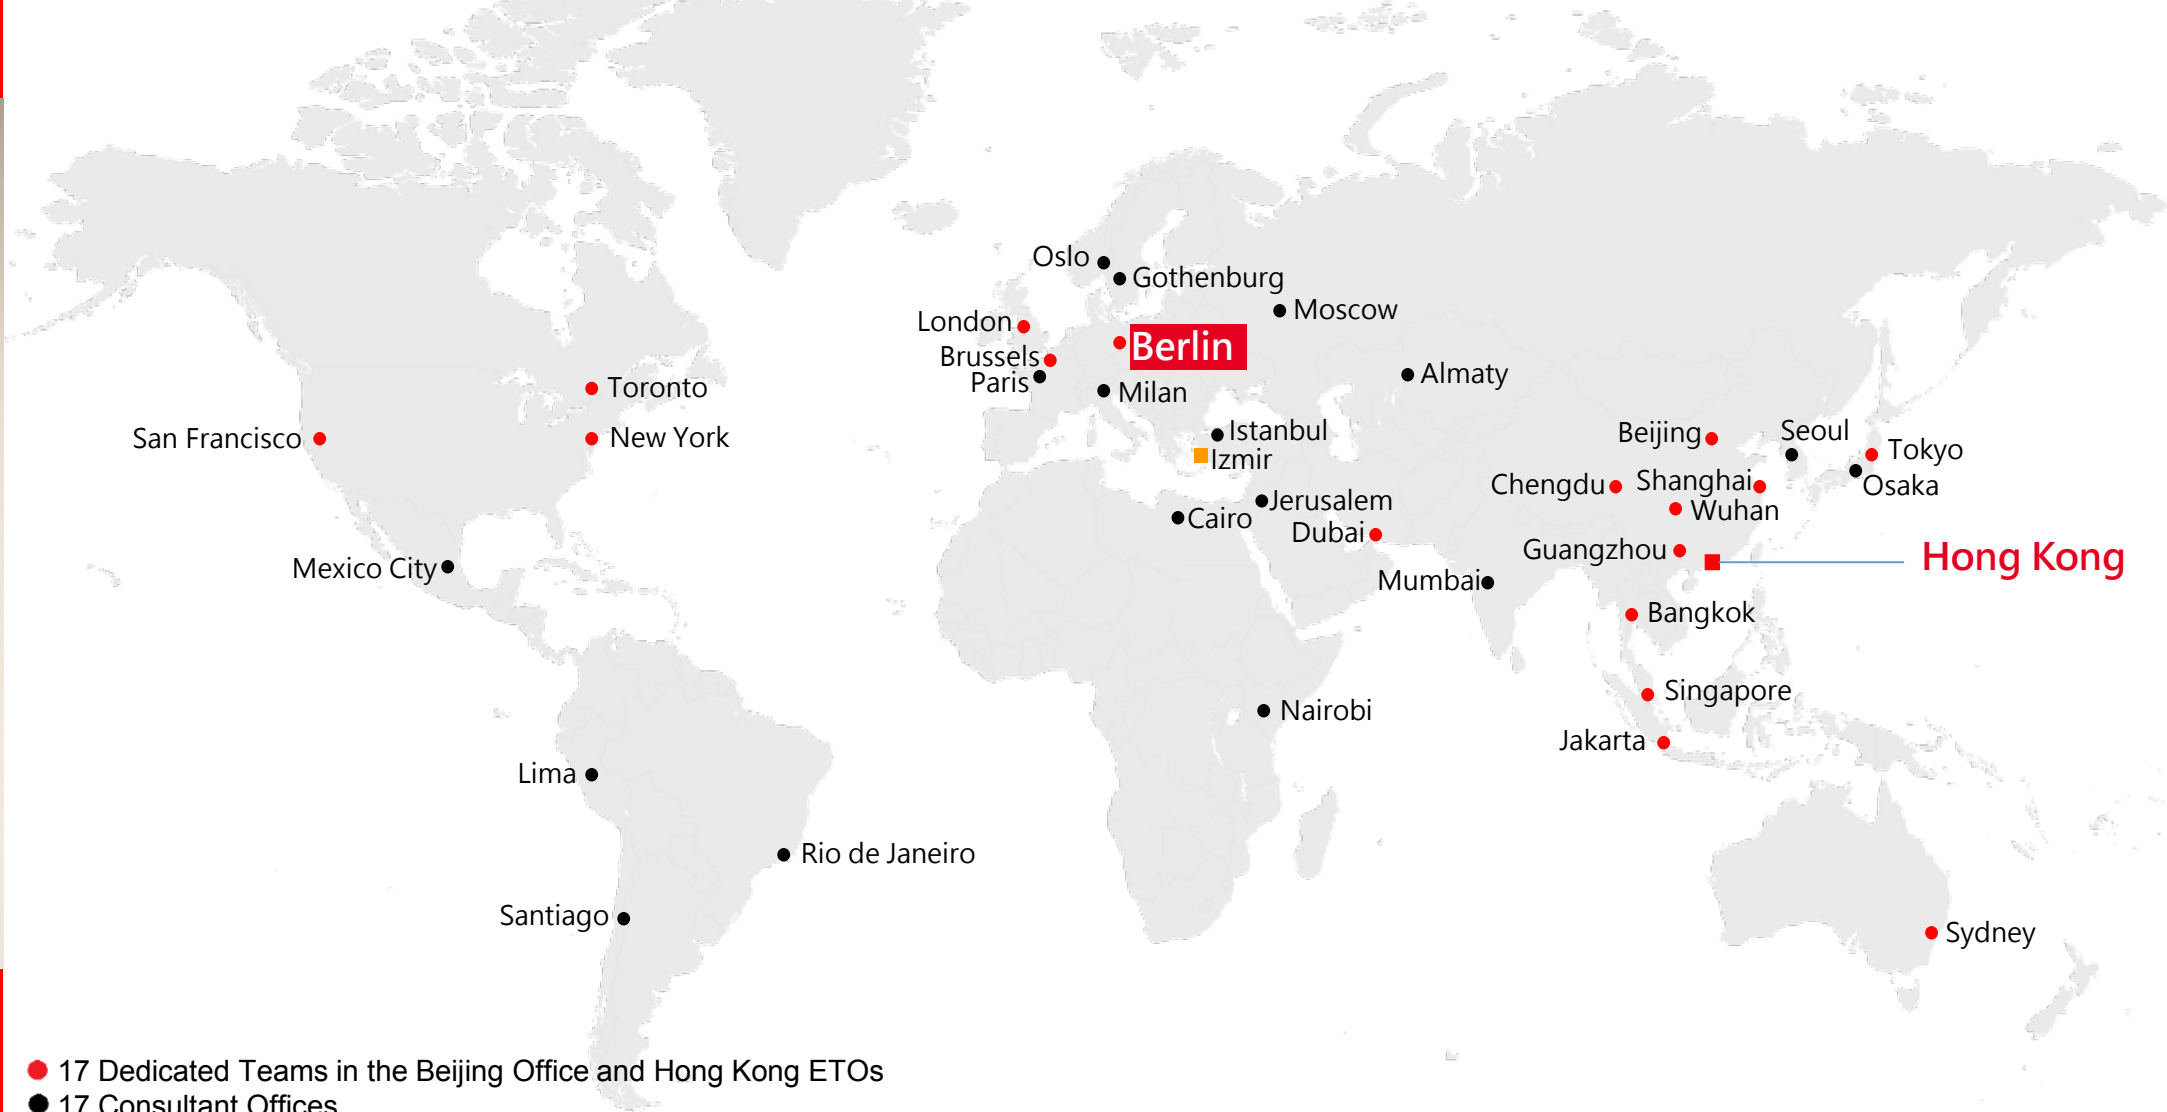 Oslo
Gothenburg
Moscow
London
Berlin
Brussels
Paris
Milan
Almaty
Toronto
San Francisco
New York
Istanbul
Izmir
Beijing
Seoul
Tokyo
Osaka
Chengdu
Shanghai
Wuhan
Jerusalem
Cairo
Dubai
Guangzhou
Hong Kong
Mexico City
Mumbai
Bangkok
Singapore
Nairobi
Jakarta
Lima
Rio de Janeiro
Santiago
Sydney
17 Dedicated Teams in the Beijing Office and Hong Kong ETOs
17 Consultant Offices